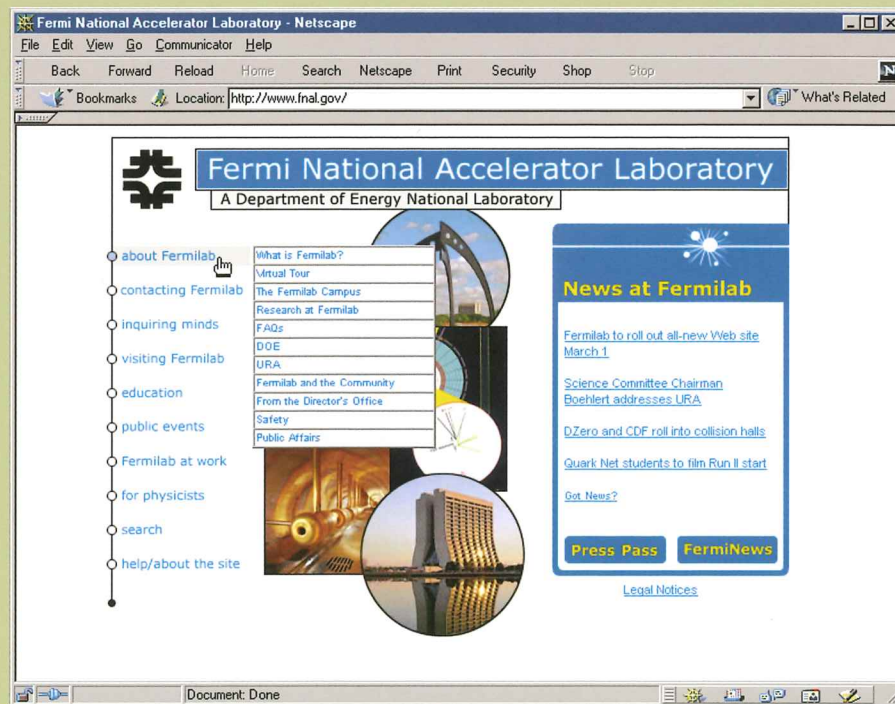 Fermi National Accelerator Laboratory - Netscape
File Edit View Go Communicator Help
Back Forward Reload Home Search Netscape Print Security Shop Stop
N
Bookmarks Location: http://www.fnal.gov/ What's Related
Fermi National Accelerator Laboratory
A Department of Energy National Laboratory
about Fermilab
contacting Fermilab
inquiring minds
visiting Fermilab
education
public events
Fermilab at work
for physicists
search
help/about the site
What is Fermilab?
Virtual Tour
The Fermilab Campus
Research at Fermilab
FAQs
DOE
URA
Fermilab and the Community
From the Director's Office
Safety
Public Affairs
News at Fermilab
Fermilab to roll out all-new Web site
March 1
Science Committee Chairman
Boehlert addresses URA
DZero and CDF roll into collision halls
Quark Net students to film Run II start
Got News?
Press Pass FermiNews
Legal Notices
Document: Done